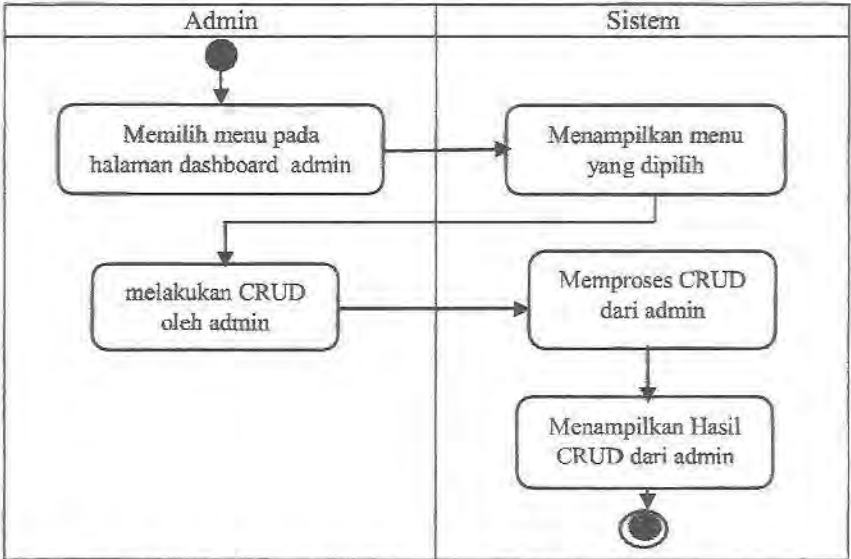 Admin
Sistem
Memilih menu pada
halaman dashboard admin
Menampilkan menu
yang dipilih
melakukan CRUD
oleh admin
Memproses CRUD
dari admin
Menampilkan Hasil
CRUD dari admin